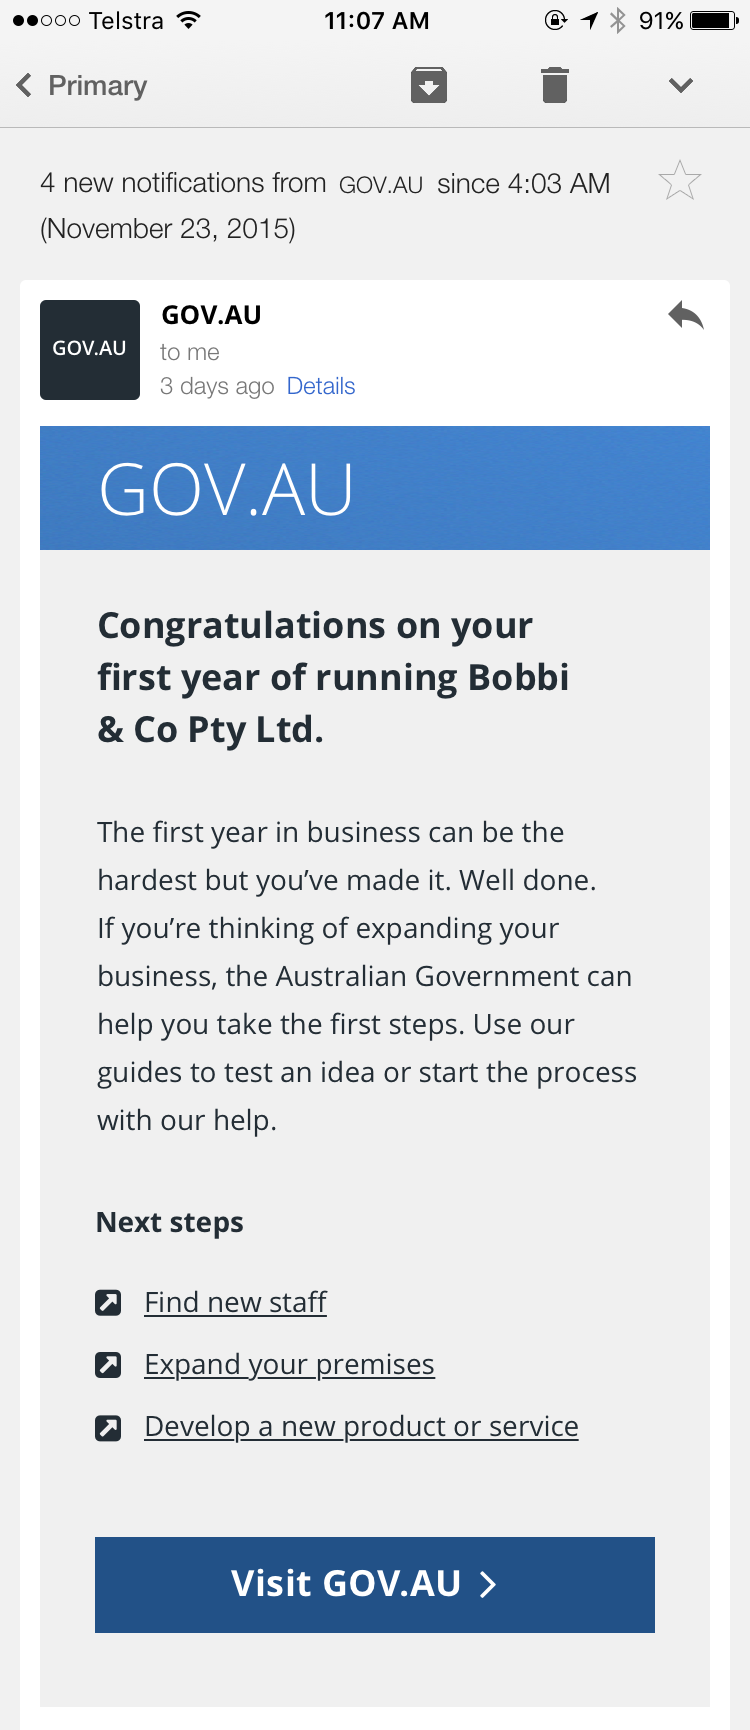 Telstra 11:07 AM 91%
Primary
4 new notifications from GOV.AU since 4:03 AM
(November 23, 2015)
GOV.AU
GOV.AU
to me
3 days ago Details
GOV.AU
Congratulations on your
first year of running Bobbi
& Co Pty Ltd.
The first year in business can be the
hardest but you’ve made it. Well done.
If you’re thinking of expanding your
business, the Australian Government can
help you take the first steps. Use our
guides to test an idea or start the process
with our help.
Next steps
Find new staff
Expand your premises
Develop a new product or service
Visit GOV.AU